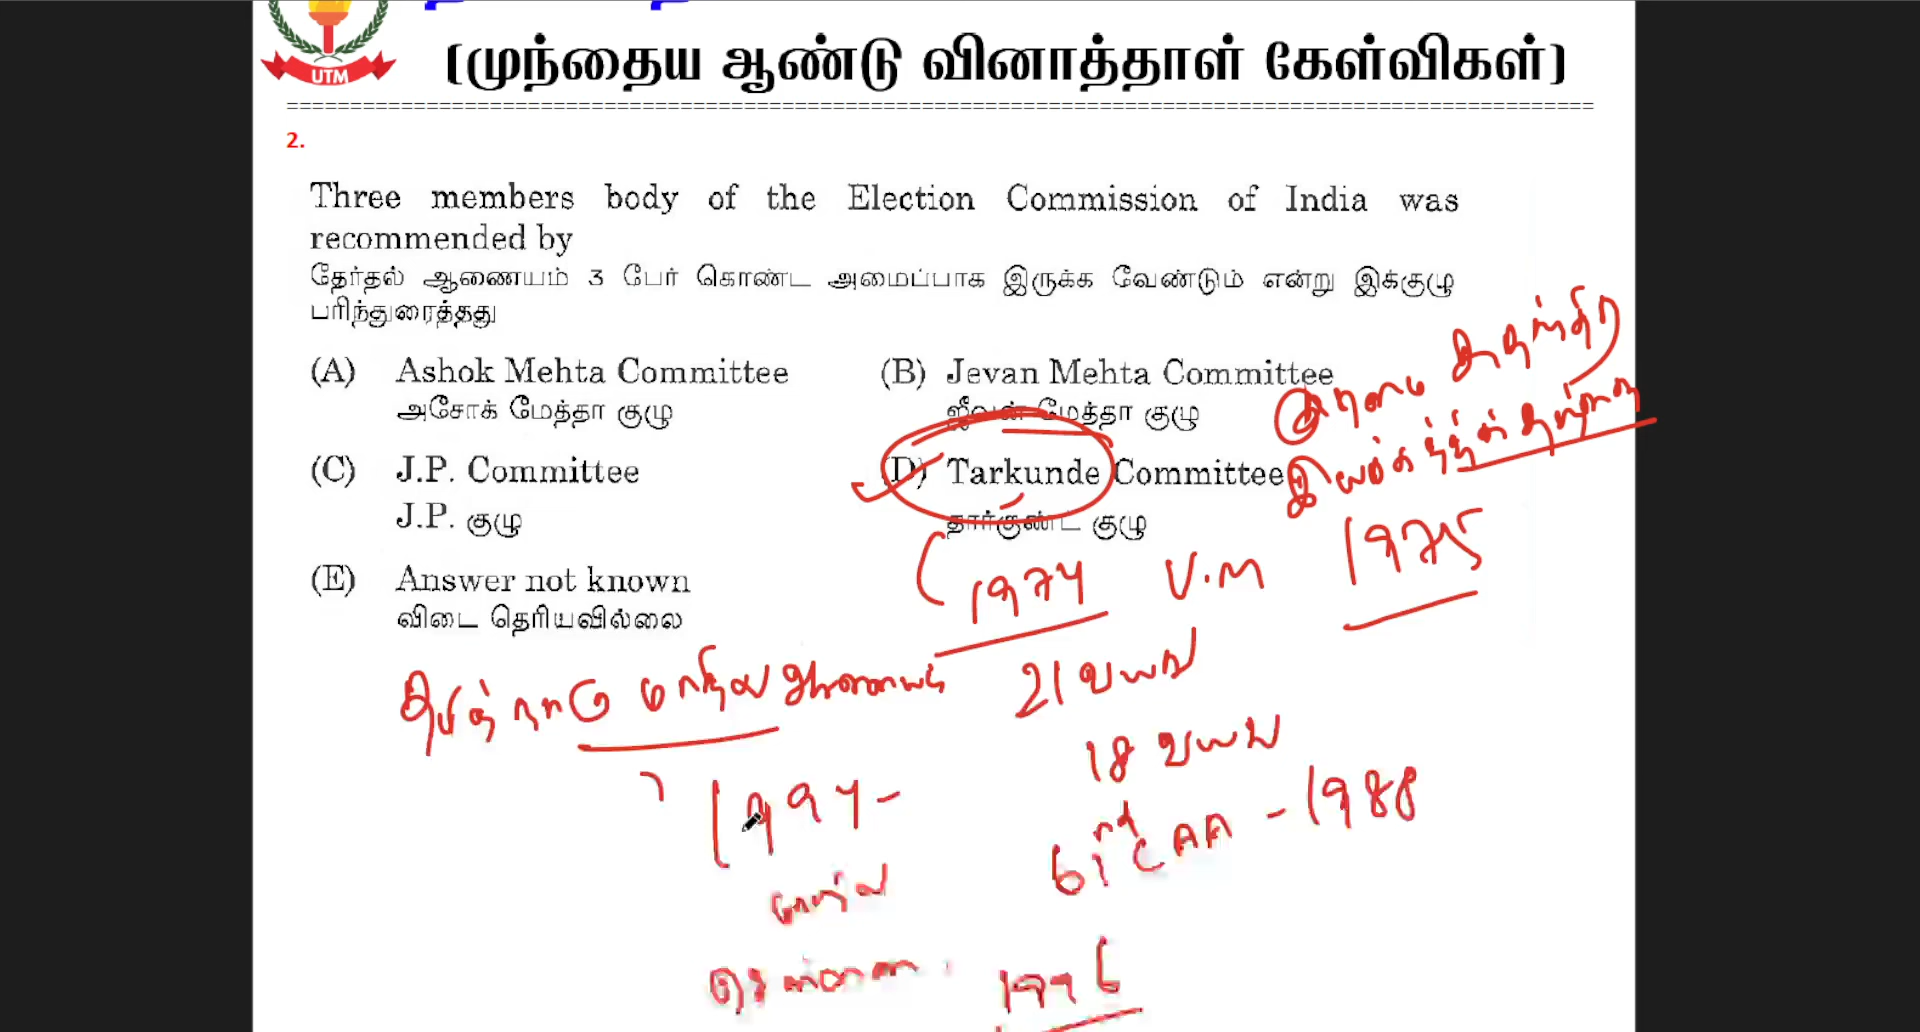 UTM
(முந்தைய ஆண்டு வினாத்தாள் கேள்விகள்)
2.
Three members body of the Election Commission of India was
recommended by
தேர்தல் ஆணையம் 3 பேர் கொண்ட அமைப்பாக இருக்க வேண்டும் என்று இக்குழு
பரிந்துரைத்தது
(A) Ashok Mehta Committee
அசோக் மேத்தா குழு
(B) Jevan Mehta Committee
ஜீவன் மேத்தா குழு
(C) J.P. Committee
J.P. குழு
(D) Tarkunde Committee
தார்குண்ட குழு
(E) Answer not known
விடை தெரியவில்லை
1974 V.M 1975
மாநில 21 வயது
18 வயது
1994 -
61 CAA - 1988
சென்னை 1996